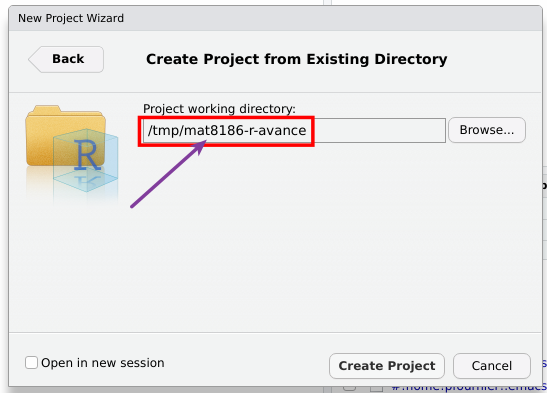 New Project Wizard
Back
Create Project from Existing Directory
Project working directory:
/tmp/mat8186-r-avance
Browse...
R
Open in new session
Create Project
Cancel